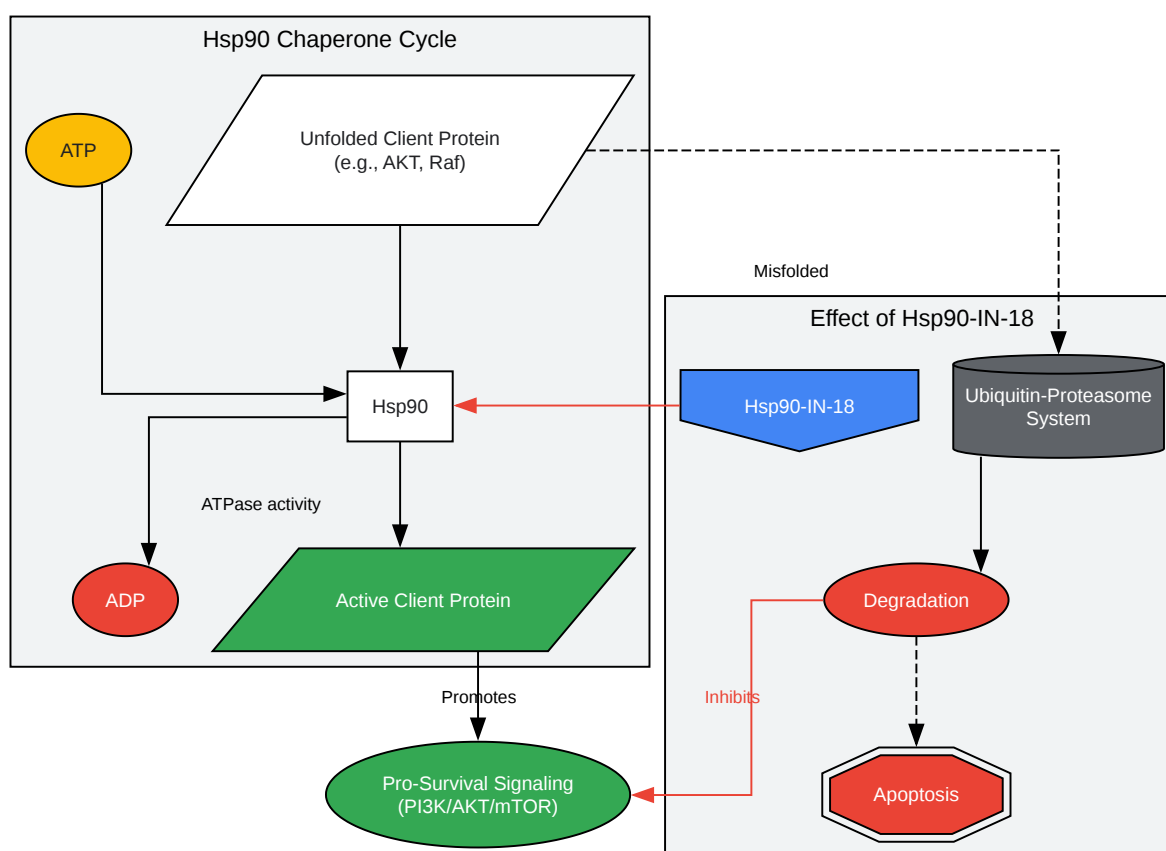 Hsp90 Chaperone Cycle
ATP
Unfolded Client Protein
(e.g., AKT, Raf)
Misfolded
Effect of Hsp90-IN-18
Hsp90
Hsp90-IN-18
Ubiquitin-Proteasome
System
ATPase activity
ADP
Active Client Protein
Degradation
Promotes
Inhibits
Pro-Survival Signaling
(PI3K/AKT/mTOR)
Apoptosis